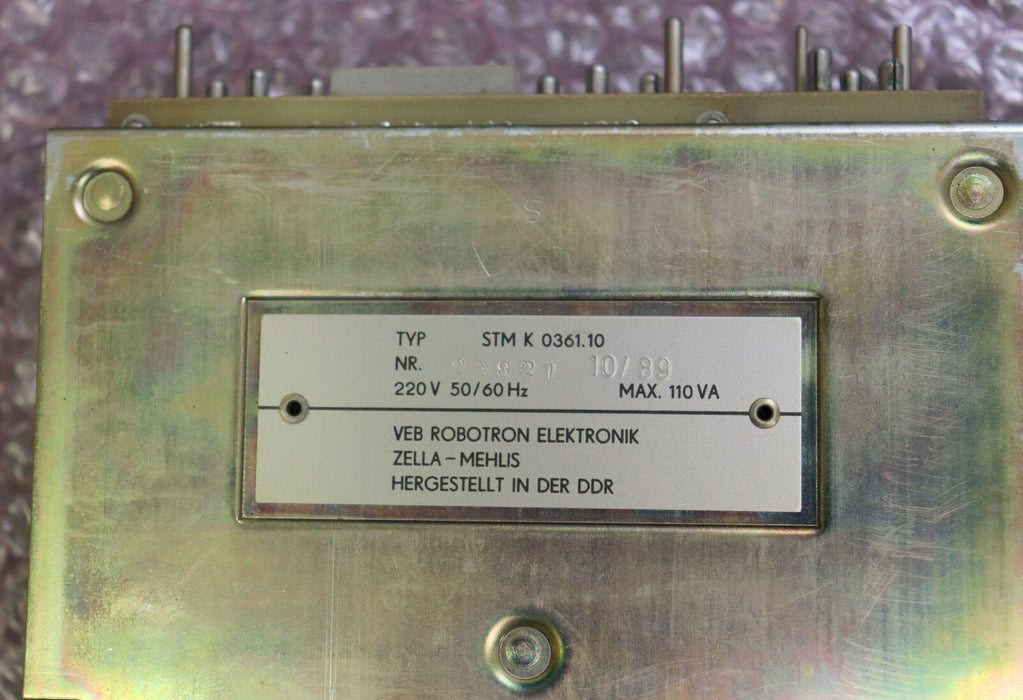 S
TYP STM K 0361.10
NR. 22821 10/89
220 V 50/60 Hz MAX. 110 VA
VEB ROBOTRON ELEKTRONIK
ZELLA-MEHLIS
HERGESTELLT IN DER DDR